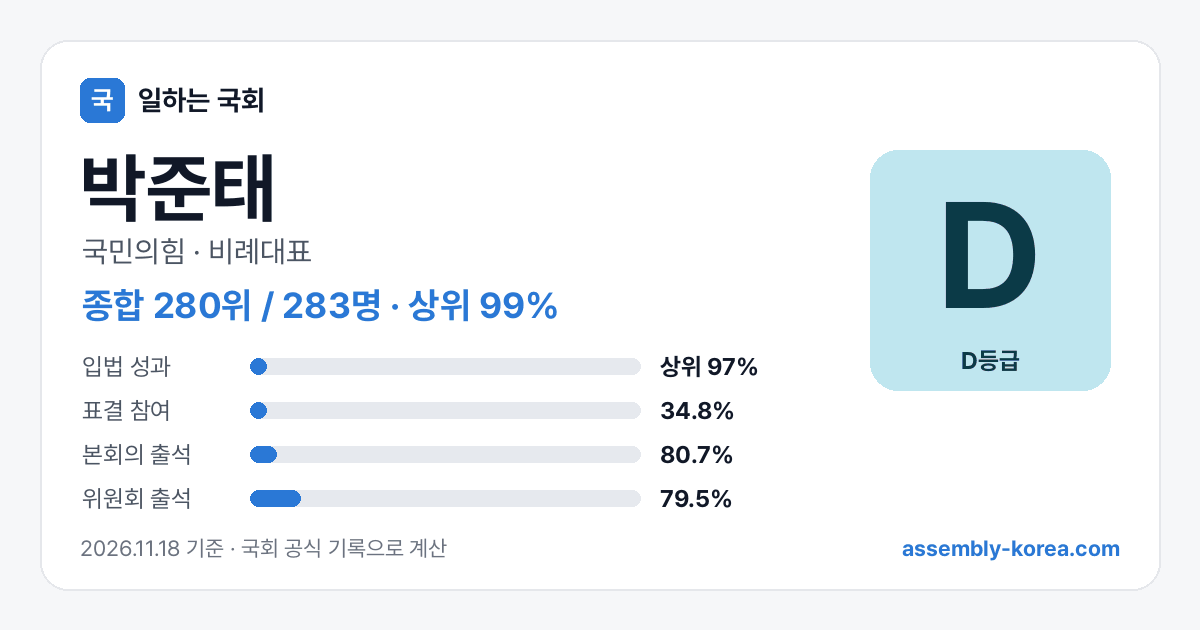 국 일하는 국회
박준태
국민의힘 · 비례대표
종합 280위 / 283명 · 상위 99%
D
D등급
입법 성과 상위 97%
표결 참여 34.8%
본회의 출석 80.7%
위원회 출석 79.5%
2026.11.18 기준 · 국회 공식 기록으로 계산
assembly-korea.com